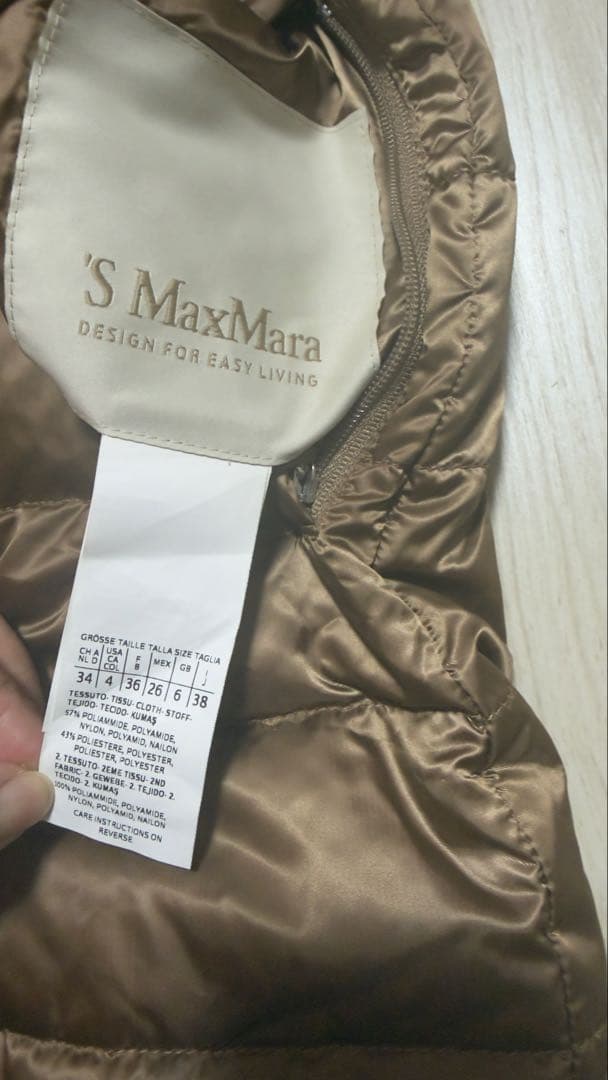 'S MaxMara
DESIGN FOR EASY LIVING
GRÖSSE TAILLE TALLA SIZE TAGLIA
CH A NL D USA CA COL F B MEX GB I J
34 4 36 26 6 38
TESSUTO- TISSU- CLOTH- STOFF-
TEJIDO- TECIDO- KUMAŞ
57% POLIAMMIDE, POLYAMIDE,
NYLON, POLYAMID, NAILON
43% POLIESTERE, POLYESTER,
POLIESTER, POLYESTER
2. TESSUTO- 2EME TISSU- 2ND
FABRIC- 2. GEWEBE- 2. TEJIDO- 2.
TECIDO- 2. KUMAŞ
100% POLIAMMIDE, POLYAMIDE,
NYLON, POLYAMID, NAILON
CARE INSTRUCTIONS ON
REVERSE